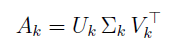 A_k = U_k Σ_k V_k^⊤